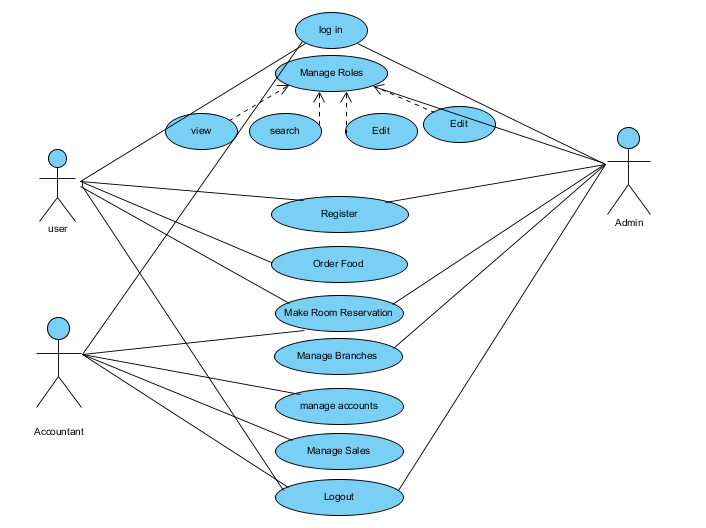 log in
Manage Roles
view
search
Edit
Edit
user
Register
Admin
Order Food
Make Room Reservation
Manage Branches
manage accounts
Accountant
Manage Sales
Logout